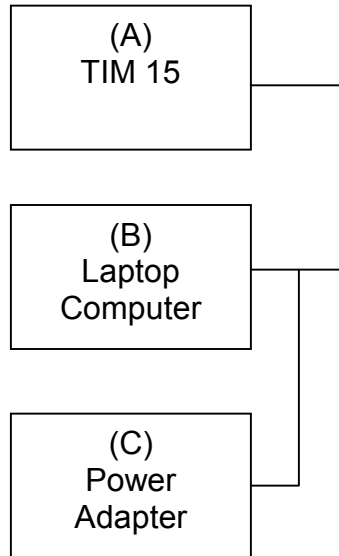 (A)
TIM 15
(B)
Laptop
Computer
(C)
Power
Adapter